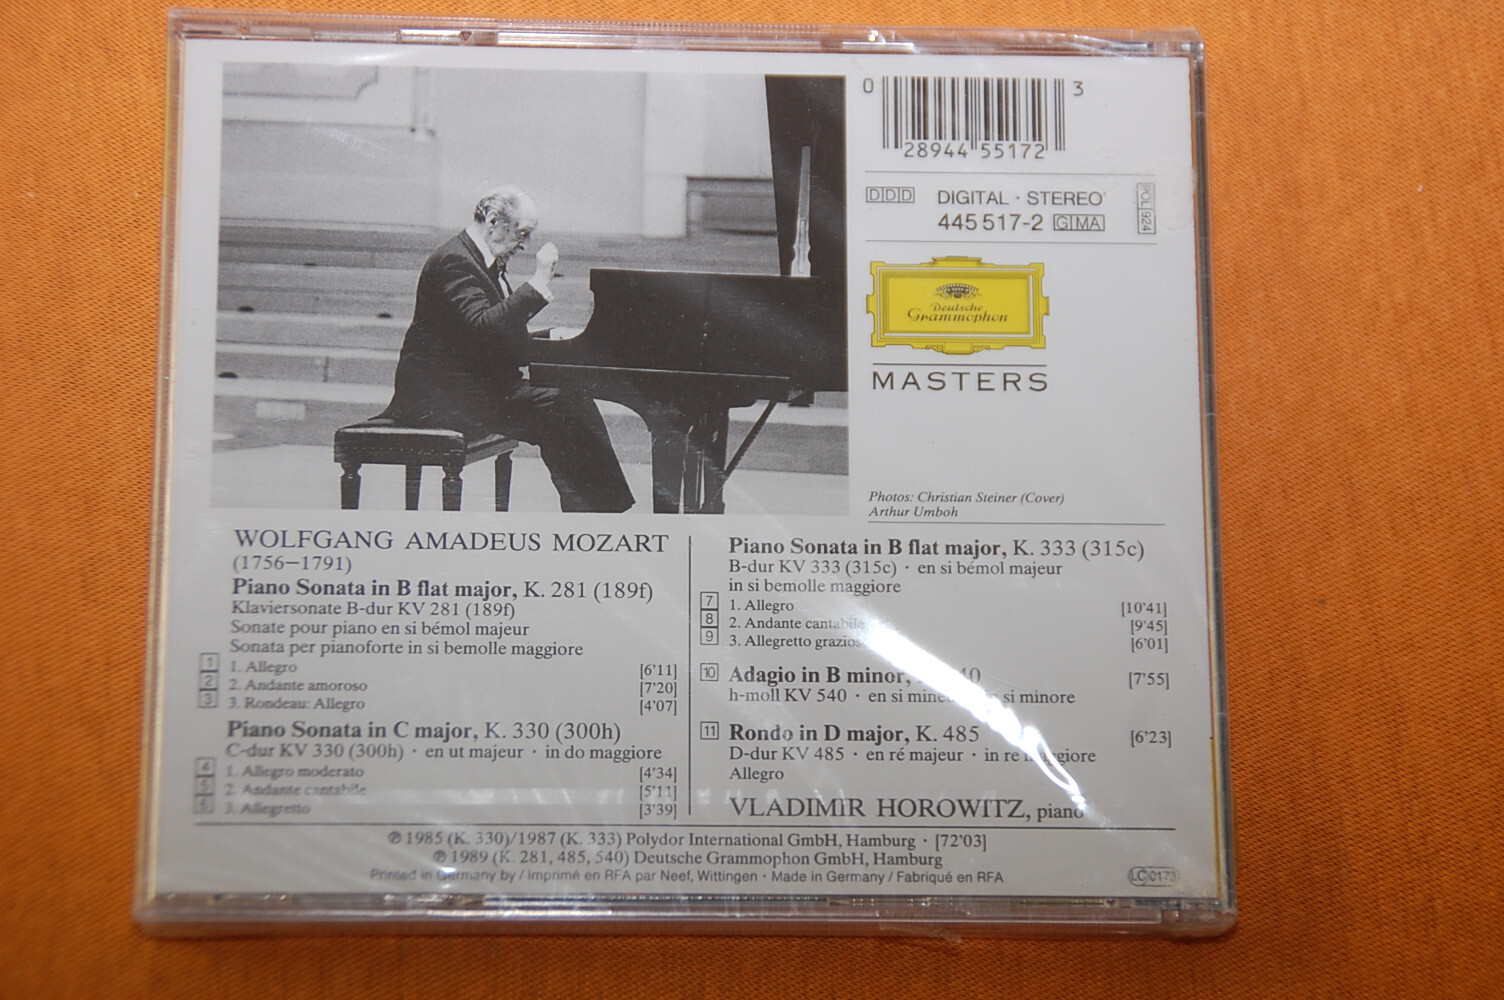 0 28944 55172 3
DDD DIGITAL · STEREO
445 517-2 GIMA
POL 924
Deutsche
Grammophon
MASTERS
Photos: Christian Steiner (Cover)
Arthur Umboh
WOLFGANG AMADEUS MOZART
(1756–1791)
Piano Sonata in B flat major, K. 281 (189f)
Klaviersonate B-dur KV 281 (189f)
Sonate pour piano en si bémol majeur
Sonata per pianoforte in si bemolle maggiore
1 1. Allegro [6'11]
2 2. Andante amoroso [7'20]
3 3. Rondeau: Allegro [4'07]
Piano Sonata in C major, K. 330 (300h)
C-dur KV 330 (300h) · en ut majeur · in do maggiore
4 1. Allegro moderato [4'34]
5 2. Andante cantabile [5'11]
6 3. Allegretto [3'39]
Piano Sonata in B flat major, K. 333 (315c)
B-dur KV 333 (315c) · en si bémol majeur
in si bemolle maggiore
7 1. Allegro [10'41]
8 2. Andante cantabile [9'45]
9 3. Allegretto grazioso [6'01]
10 Adagio in B minor, [7'55]
h-moll KV 540 · en si mineur si minore
11 Rondo in D major, K. 485 [6'23]
D-dur KV 485 · en ré majeur · in re maggiore
Allegro
VLADIMIR HOROWITZ, piano
℗ 1985 (K. 330)/1987 (K. 333) Polydor International GmbH, Hamburg · [72'03]
℗ 1989 (K. 281, 485, 540) Deutsche Grammophon GmbH, Hamburg
Printed in Germany by / Imprimé en RFA par Neef, Wittingen · Made in Germany / Fabriqué en RFA
LC 0173